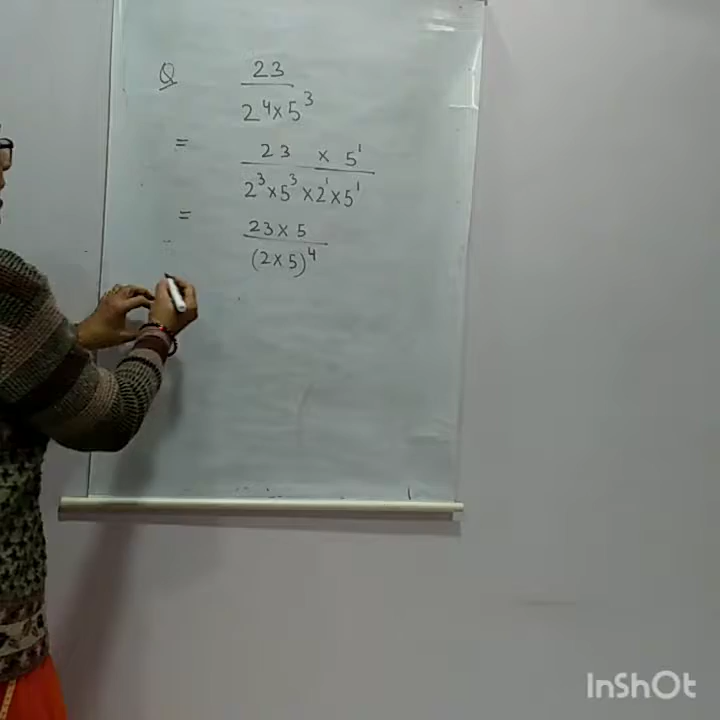 Q 23
2⁴ × 5³
= 23 × 5¹
2³ × 5³ × 2¹ × 5¹
= 23 × 5
(2 × 5)⁴
InShOt